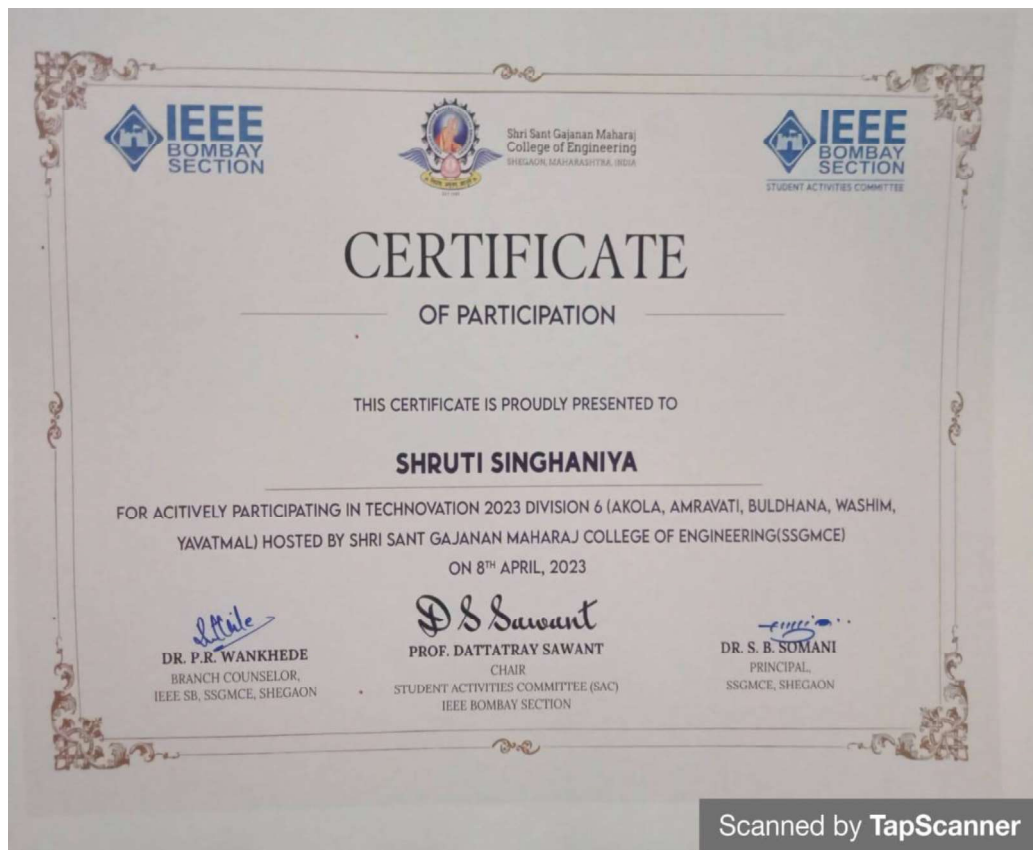 IEEE
BOMBAY
SECTION
Shri Sant Gajanan Maharaj
College of Engineering
SHEGAON, MAHARASHTRA, INDIA
IEEE
BOMBAY
SECTION
STUDENT ACTIVITIES COMMITTEE
CERTIFICATE
OF PARTICIPATION
THIS CERTIFICATE IS PROUDLY PRESENTED TO
SHRUTI SINGHANIYA
FOR ACITIVELY PARTICIPATING IN TECHNOVATION 2023 DIVISION 6 (AKOLA, AMRAVATI, BULDHANA, WASHIM,
YAVATMAL) HOSTED BY SHRI SANT GAJANAN MAHARAJ COLLEGE OF ENGINEERING(SSGMCE)
ON 8TH APRIL, 2023
D S Sawant
DR. P.R. WANKHEDE
BRANCH COUNSELOR,
IEEE SB, SSGMCE, SHEGAON
PROF. DATTATRAY SAWANT
CHAIR
STUDENT ACTIVITIES COMMITTEE (SAC)
IEEE BOMBAY SECTION
DR. S. B. SOMANI
PRINCIPAL,
SSGMCE, SHEGAON
Scanned by TapScanner